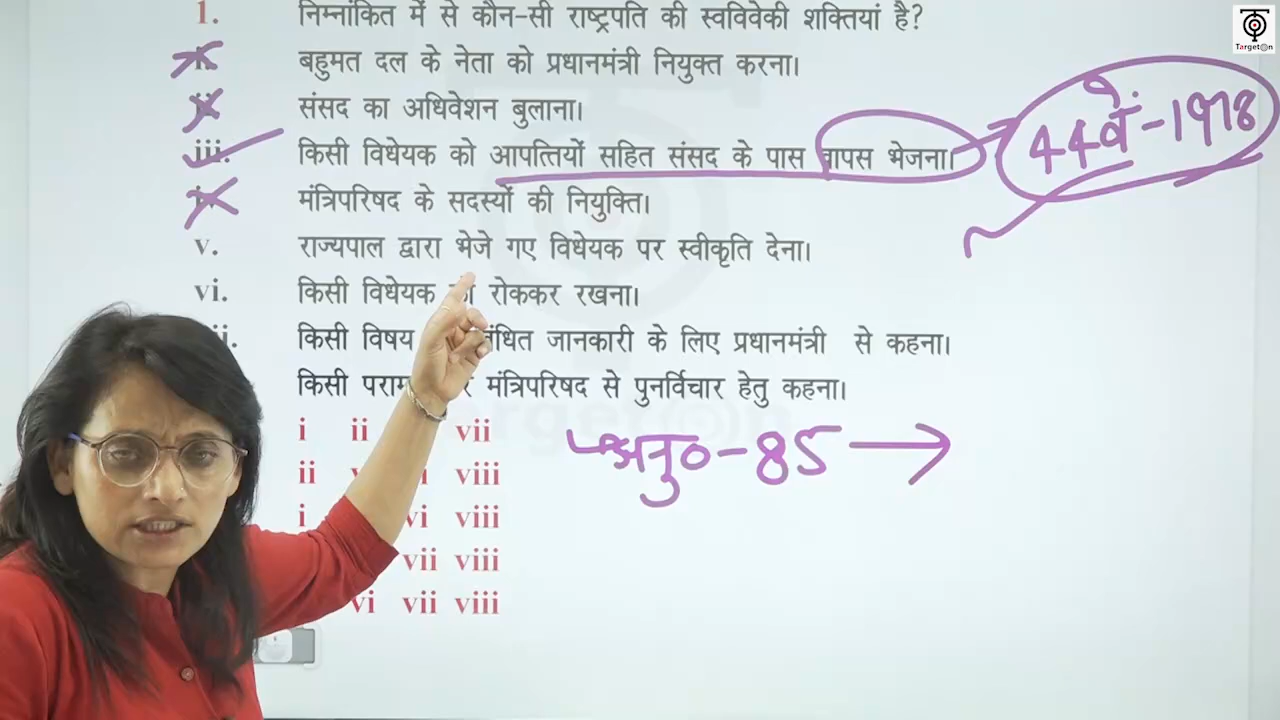 1. निम्नांकित में से कौन-सी राष्ट्रपति की स्वविवेकी शक्तियां है?
बहुमत दल के नेता को प्रधानमंत्री नियुक्त करना।
ii. संसद का अधिवेशन बुलाना।
iii. किसी विधेयक को आपत्तियों सहित संसद के पास वापस भेजना।
44वें-1978
मंत्रिपरिषद के सदस्यों की नियुक्ति।
v. राज्यपाल द्वारा भेजे गए विधेयक पर स्वीकृति देना।
vi. किसी विधेयक को रोककर रखना।
किसी विषय जानकारी के लिए प्रधानमंत्री से कहना।
किसी मंत्रिपरिषद से पुनर्विचार हेतु कहना।
i ii vii
अनु०-85
ii viii
i vi viii
vii viii
vi vii viii
TargetOn